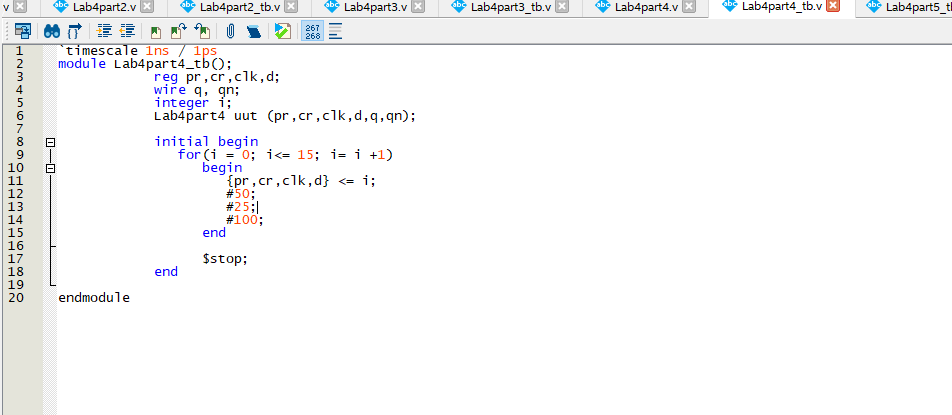 v Lab4part2.v Lab4part2_tb.v Lab4part3.v Lab4part3_tb.v Lab4part4.v Lab4part4_tb.v Lab4part5_t
267
268
1 `timescale 1ns / 1ps
2 module Lab4part4_tb();
3 reg pr,cr,clk,d;
4 wire q, qn;
5 integer i;
6 Lab4part4 uut (pr,cr,clk,d,q,qn);
7
8 initial begin
9 for(i = 0; i<= 15; i= i +1)
10 begin
11 {pr,cr,clk,d} <= i;
12 #50;
13 #25;
14 #100;
15 end
16
17 $stop;
18 end
19
20 endmodule